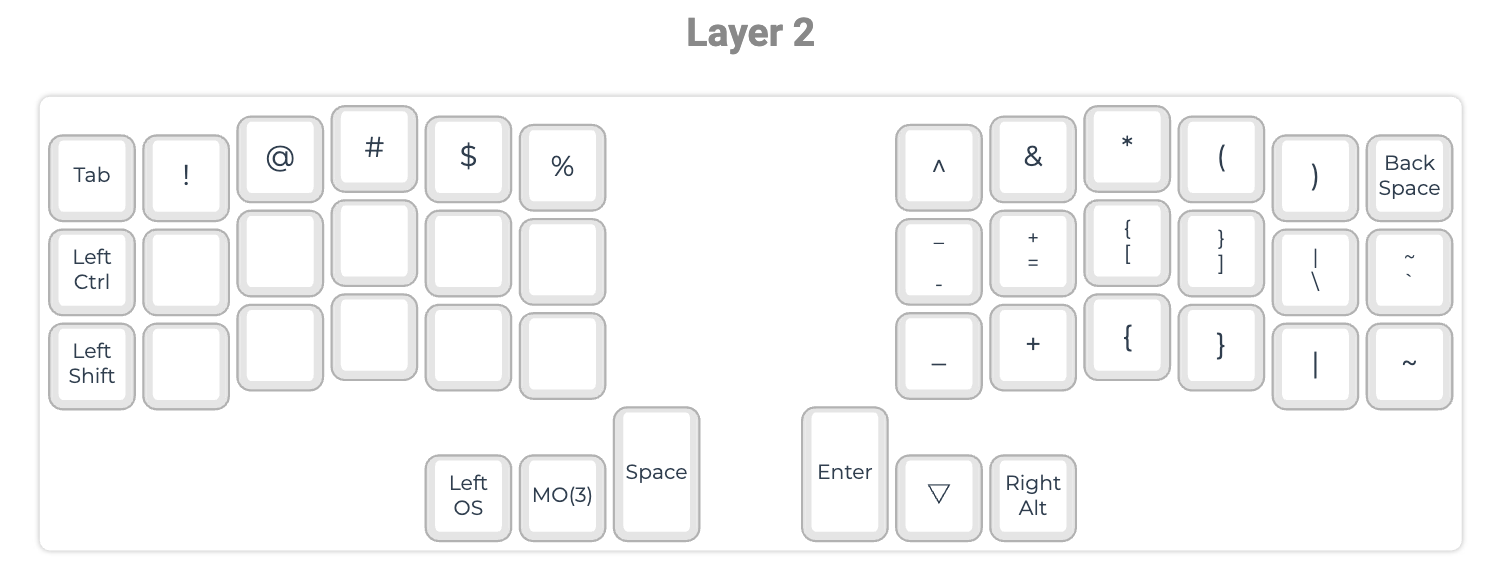 Layer 2
Tab ! @ # $ % ^ & * ( ) Back Space
Left Ctrl _ - + = { [ } ] | \ ~ `
Left Shift _ + { } | ~
Left OS MO(3) Space Enter ▽ Right Alt